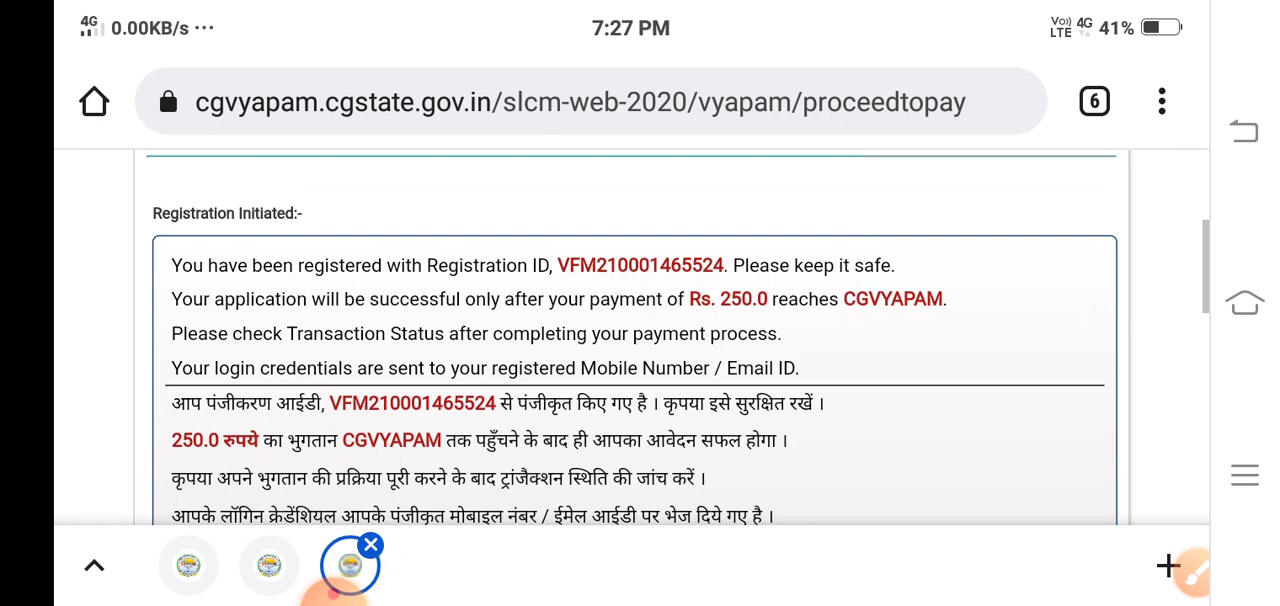 4G 0.00KB/s ...
7:27 PM
Vo) LTE 4G 41%
cgvyapam.cgstate.gov.in/slcm-web-2020/vyapam/proceedtopay
6
Registration Initiated:-
You have been registered with Registration ID, VFM210001465524. Please keep it safe.
Your application will be successful only after your payment of Rs. 250.0 reaches CGVYAPAM.
Please check Transaction Status after completing your payment process.
Your login credentials are sent to your registered Mobile Number / Email ID.
आप पंजीकरण आईडी, VFM210001465524 से पंजीकृत किए गए है । कृपया इसे सुरक्षित रखें ।
250.0 रुपये का भुगतान CGVYAPAM तक पहुँचने के बाद ही आपका आवेदन सफल होगा ।
कृपया अपने भुगतान की प्रक्रिया पूरी करने के बाद ट्रांजैक्शन स्थिति की जांच करें ।
आपके लॉगिन क्रेडेंशियल आपके पंजीकृत मोबाइल नंबर / ईमेल आईडी पर भेज दिये गए है ।